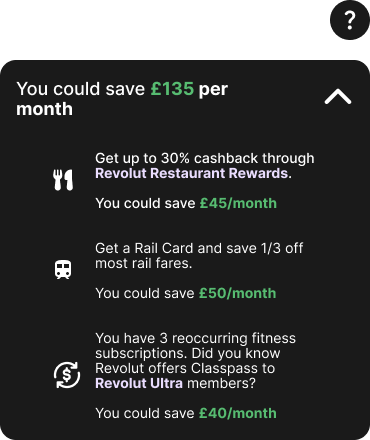 ?
You could save £135 per
month
Get up to 30% cashback through
Revolut Restaurant Rewards.
You could save £45/month
Get a Rail Card and save 1/3 off
most rail fares.
You could save £50/month
You have 3 reoccurring fitness
subscriptions. Did you know
Revolut offers Classpass to
Revolut Ultra members?
You could save £40/month
$